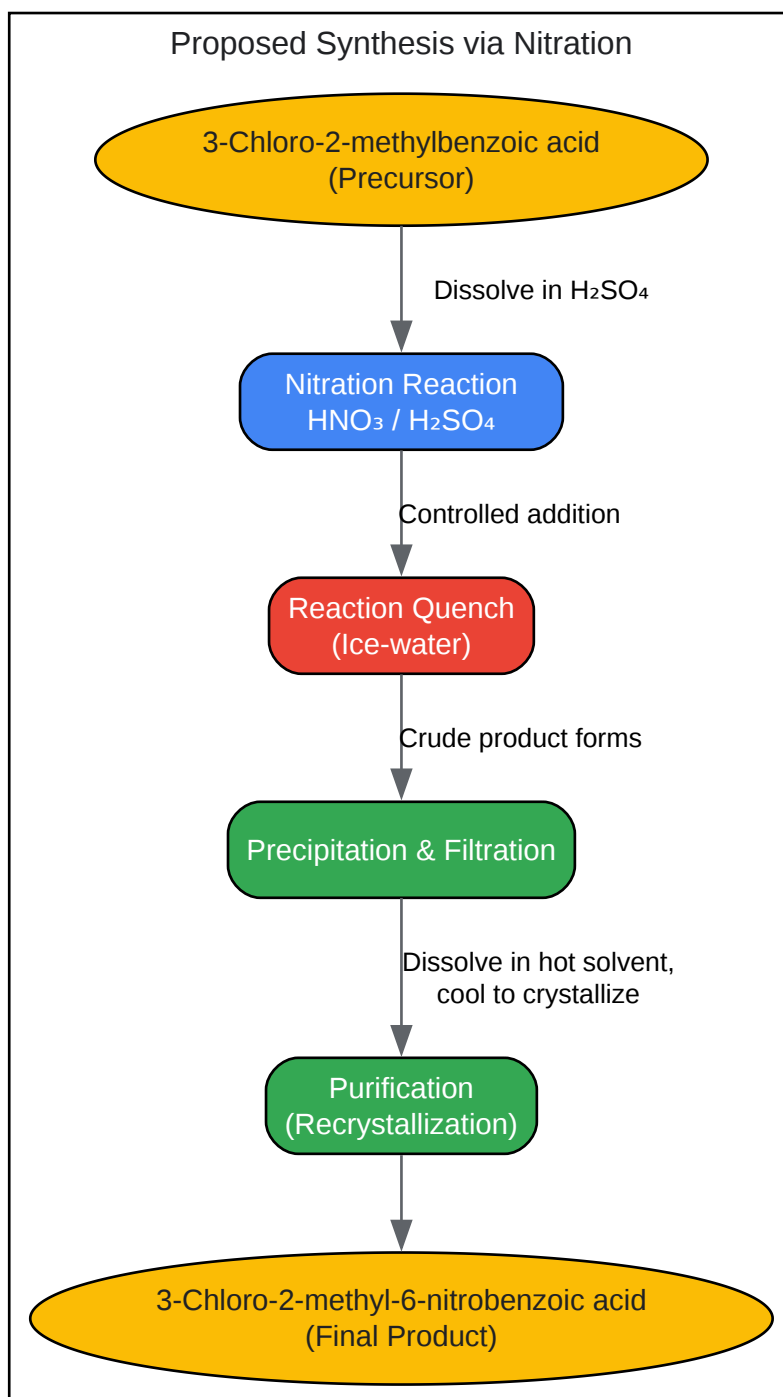 Proposed Synthesis via Nitration
3-Chloro-2-methylbenzoic acid
(Precursor)
Dissolve in H₂SO₄
Nitration Reaction
HNO₃ / H₂SO₄
Controlled addition
Reaction Quench
(Ice-water)
Crude product forms
Precipitation & Filtration
Dissolve in hot solvent,
cool to crystallize
Purification
(Recrystallization)
3-Chloro-2-methyl-6-nitrobenzoic acid
(Final Product)